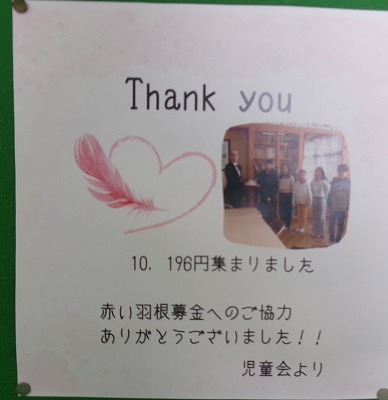 Thank you
10，196円集まりました
赤い羽根募金へのご協力
ありがとうございました！！
児童会より